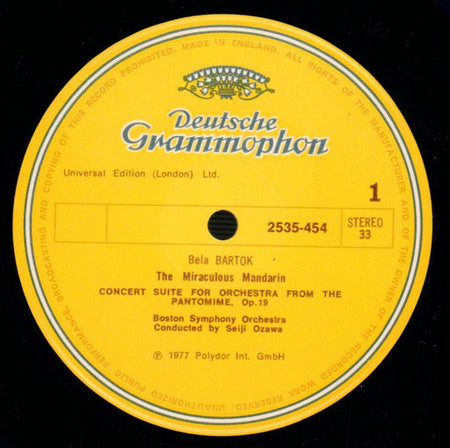 ALL RIGHTS OF THE MANUFACTURER AND OF THE OWNER OF THE RECORDED WORK RESERVED. UNAUTHORIZED PUBLIC PERFORMANCE, BROADCASTING AND COPYING OF THIS RECORD PROHIBITED. MADE IN ENGLAND.
Deutsche
Grammophon
Universal Edition (London) Ltd.
1
2535-454
STEREO
33
Bela BARTOK
The Miraculous Mandarin
CONCERT SUITE FOR ORCHESTRA FROM THE
PANTOMIME, Op.19
Boston Symphony Orchestra
Conducted by Seiji Ozawa
℗ 1977 Polydor Int. GmbH